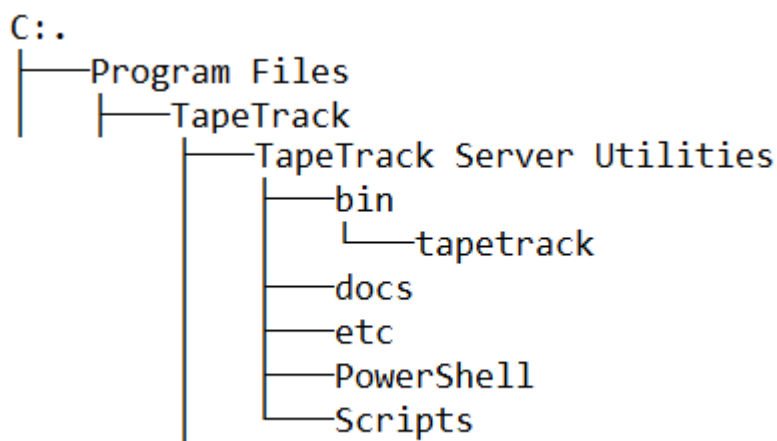 C:.
Program Files
TapeTrack
TapeTrack Server Utilities
bin
tapetrack
docs
etc
PowerShell
Scripts